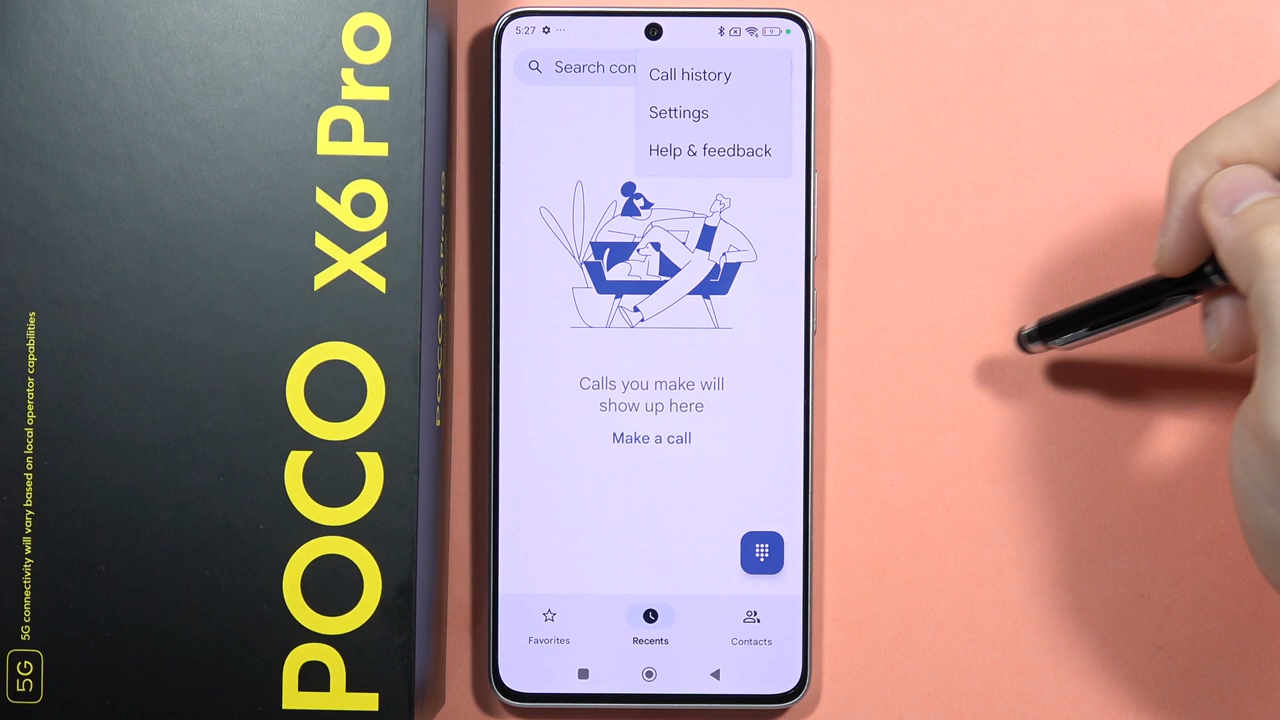 POCO X6 Pro
5G connectivity will vary based on local operator capabilities
5G
5:27
Search con
Call history
Settings
Help & feedback
Calls you make will
show up here
Make a call
Favorites
Recents
Contacts